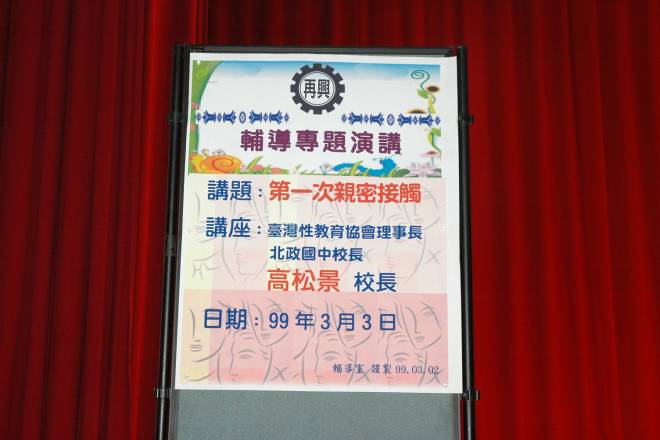 再興
輔導專題演講
講題：第一次親密接觸
講座：臺灣性教育協會理事長
北政國中校長
高松景 校長
日期：99 年 3 月 3 日
輔導室 謹製 99.03.02